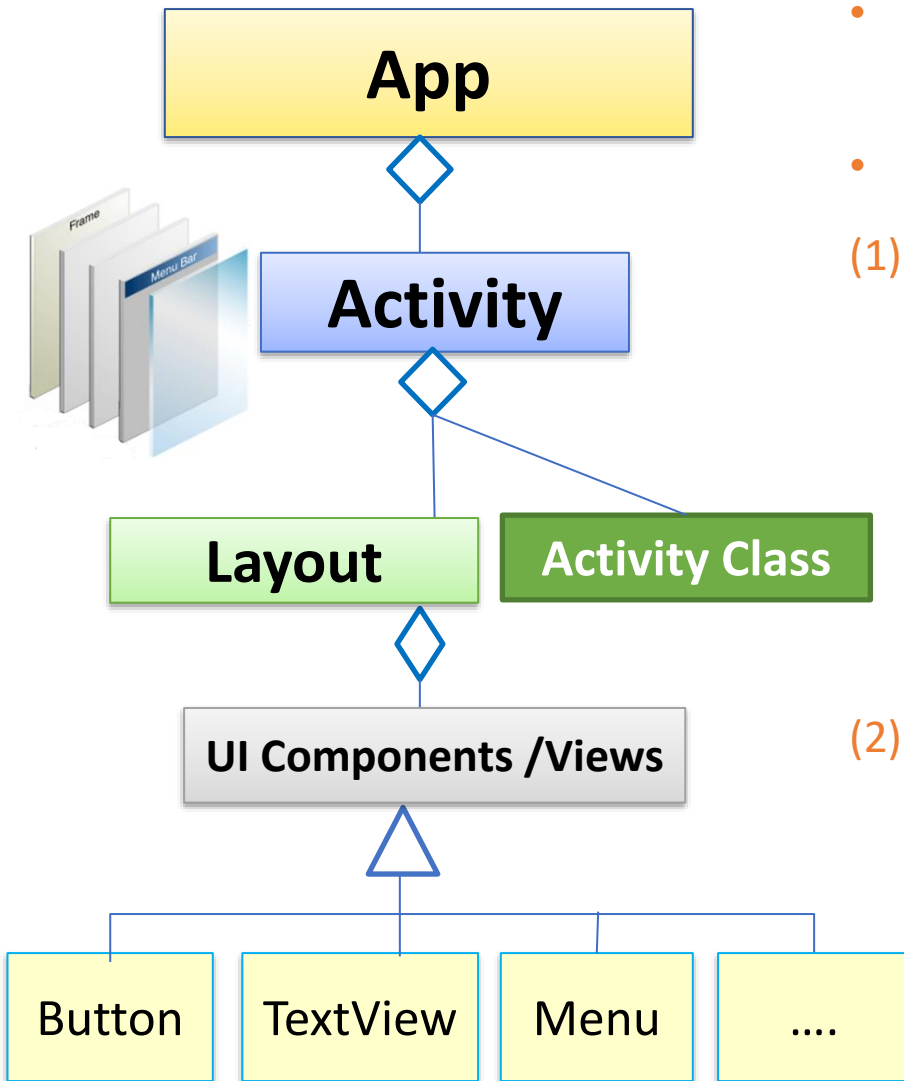 •
App
•
Frame
Menu Bar
(1)
Activity
Layout
Activity Class
UI Components /Views
(2)
Button
TextView
Menu
....